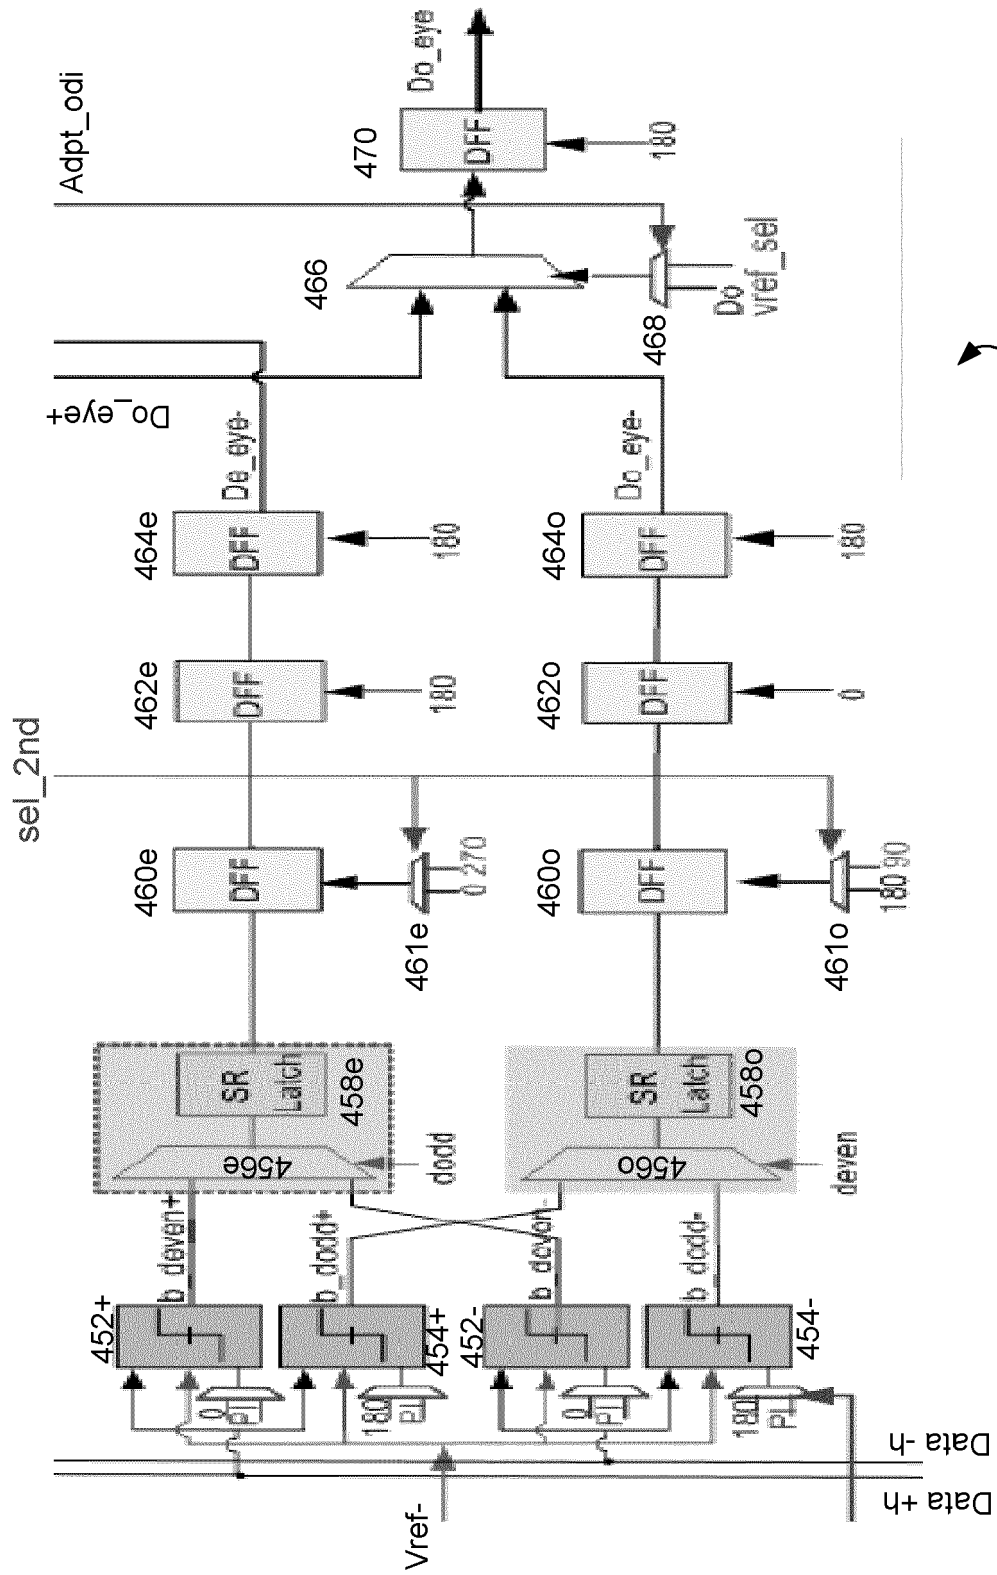 sel_2nd
Adpt_odi
Do_eye+
452+
b_deven+
0
PI
456e
SR
Latch
458e
dodd
460e
DFF
461e
0 270
462e
DFF
180
464e
DFF
180
De_eye-
454+
b_dodd+
180
PI
466
470
DFF
180
Do_eye
468
Do
vref_sel
452-
b_deven-
0
PI
456o
SR
Latch
458o
deven
460o
DFF
461o
180 90
462o
DFF
0
464o
DFF
180
Do_eye-
454-
b_dodd-
180
PI
Vref-
Data -h
Data +h